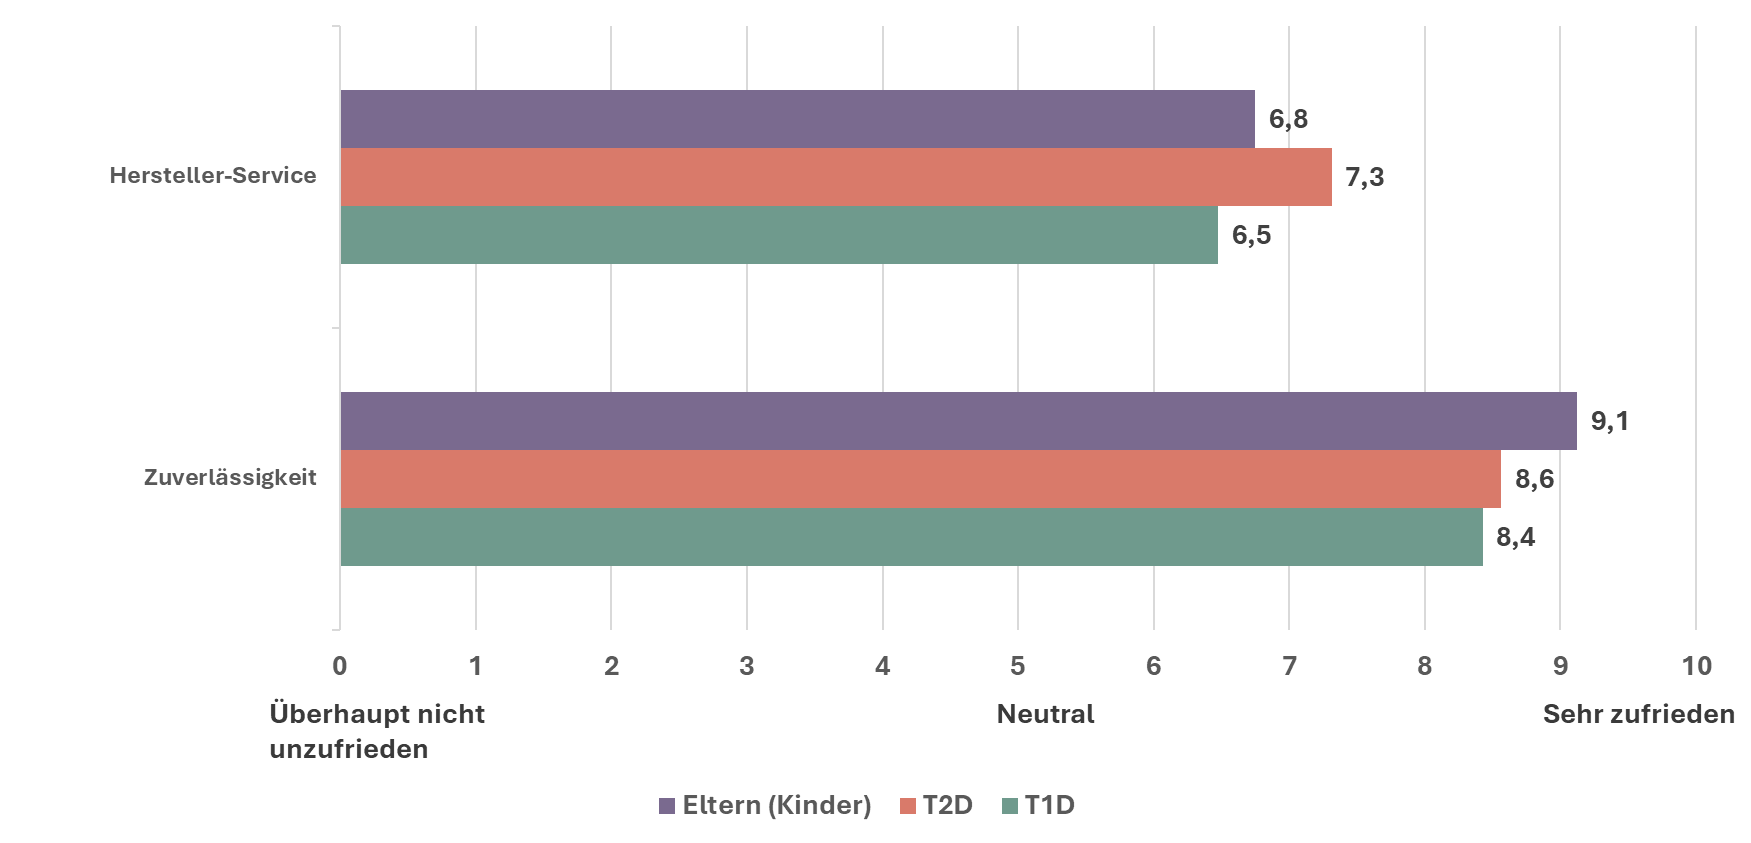 6,8
Hersteller-Service
7,3
6,5
9,1
Zuverlässigkeit
8,6
8,4
0 1 2 3 4 5 6 7 8 9 10
Überhaupt nicht
unzufrieden
Neutral
Sehr zufrieden
Eltern (Kinder) T2D T1D